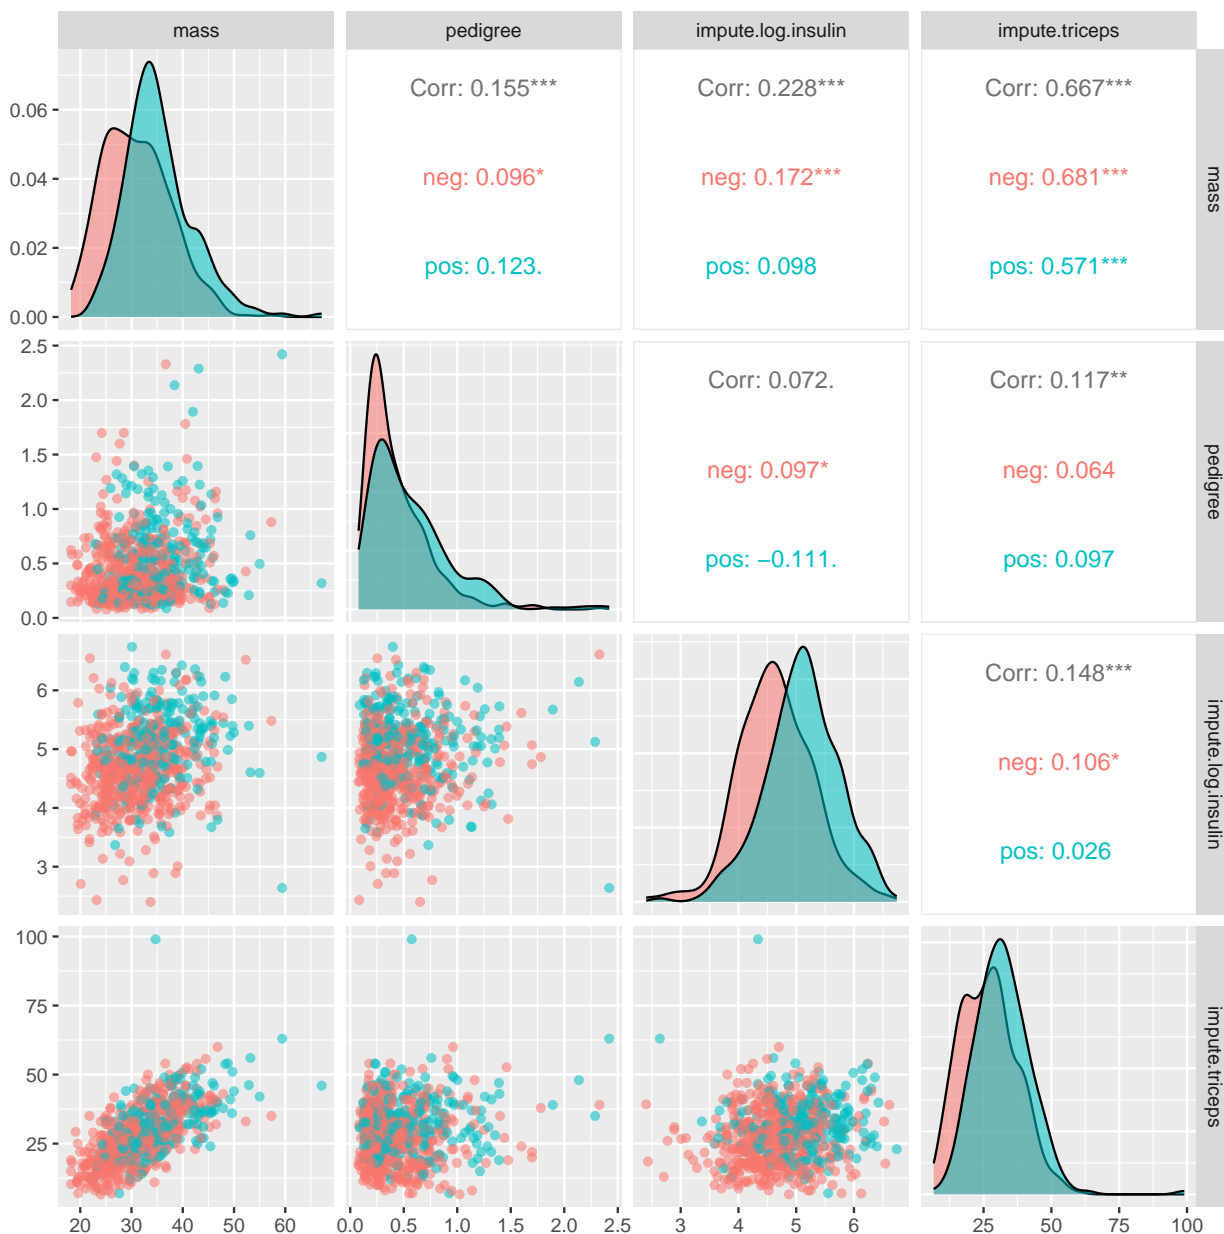 mass pedigree impute.log.insulin impute.triceps
0.06
0.04
0.02
0.00
Corr: 0.155*** Corr: 0.228*** Corr: 0.667***
neg: 0.096* neg: 0.172*** neg: 0.681***
pos: 0.123. pos: 0.098 pos: 0.571***
mass
2.5
2.0
1.5
1.0
0.5
0.0
Corr: 0.072. Corr: 0.117**
neg: 0.097* neg: 0.064
pos: −0.111. pos: 0.097
pedigree
6
5
4
3
Corr: 0.148***
neg: 0.106*
pos: 0.026
impute.log.insulin
100
75
50
25
impute.triceps
20 30 40 50 60 0.0 0.5 1.0 1.5 2.0 2.5 3 4 5 6 25 50 75 100